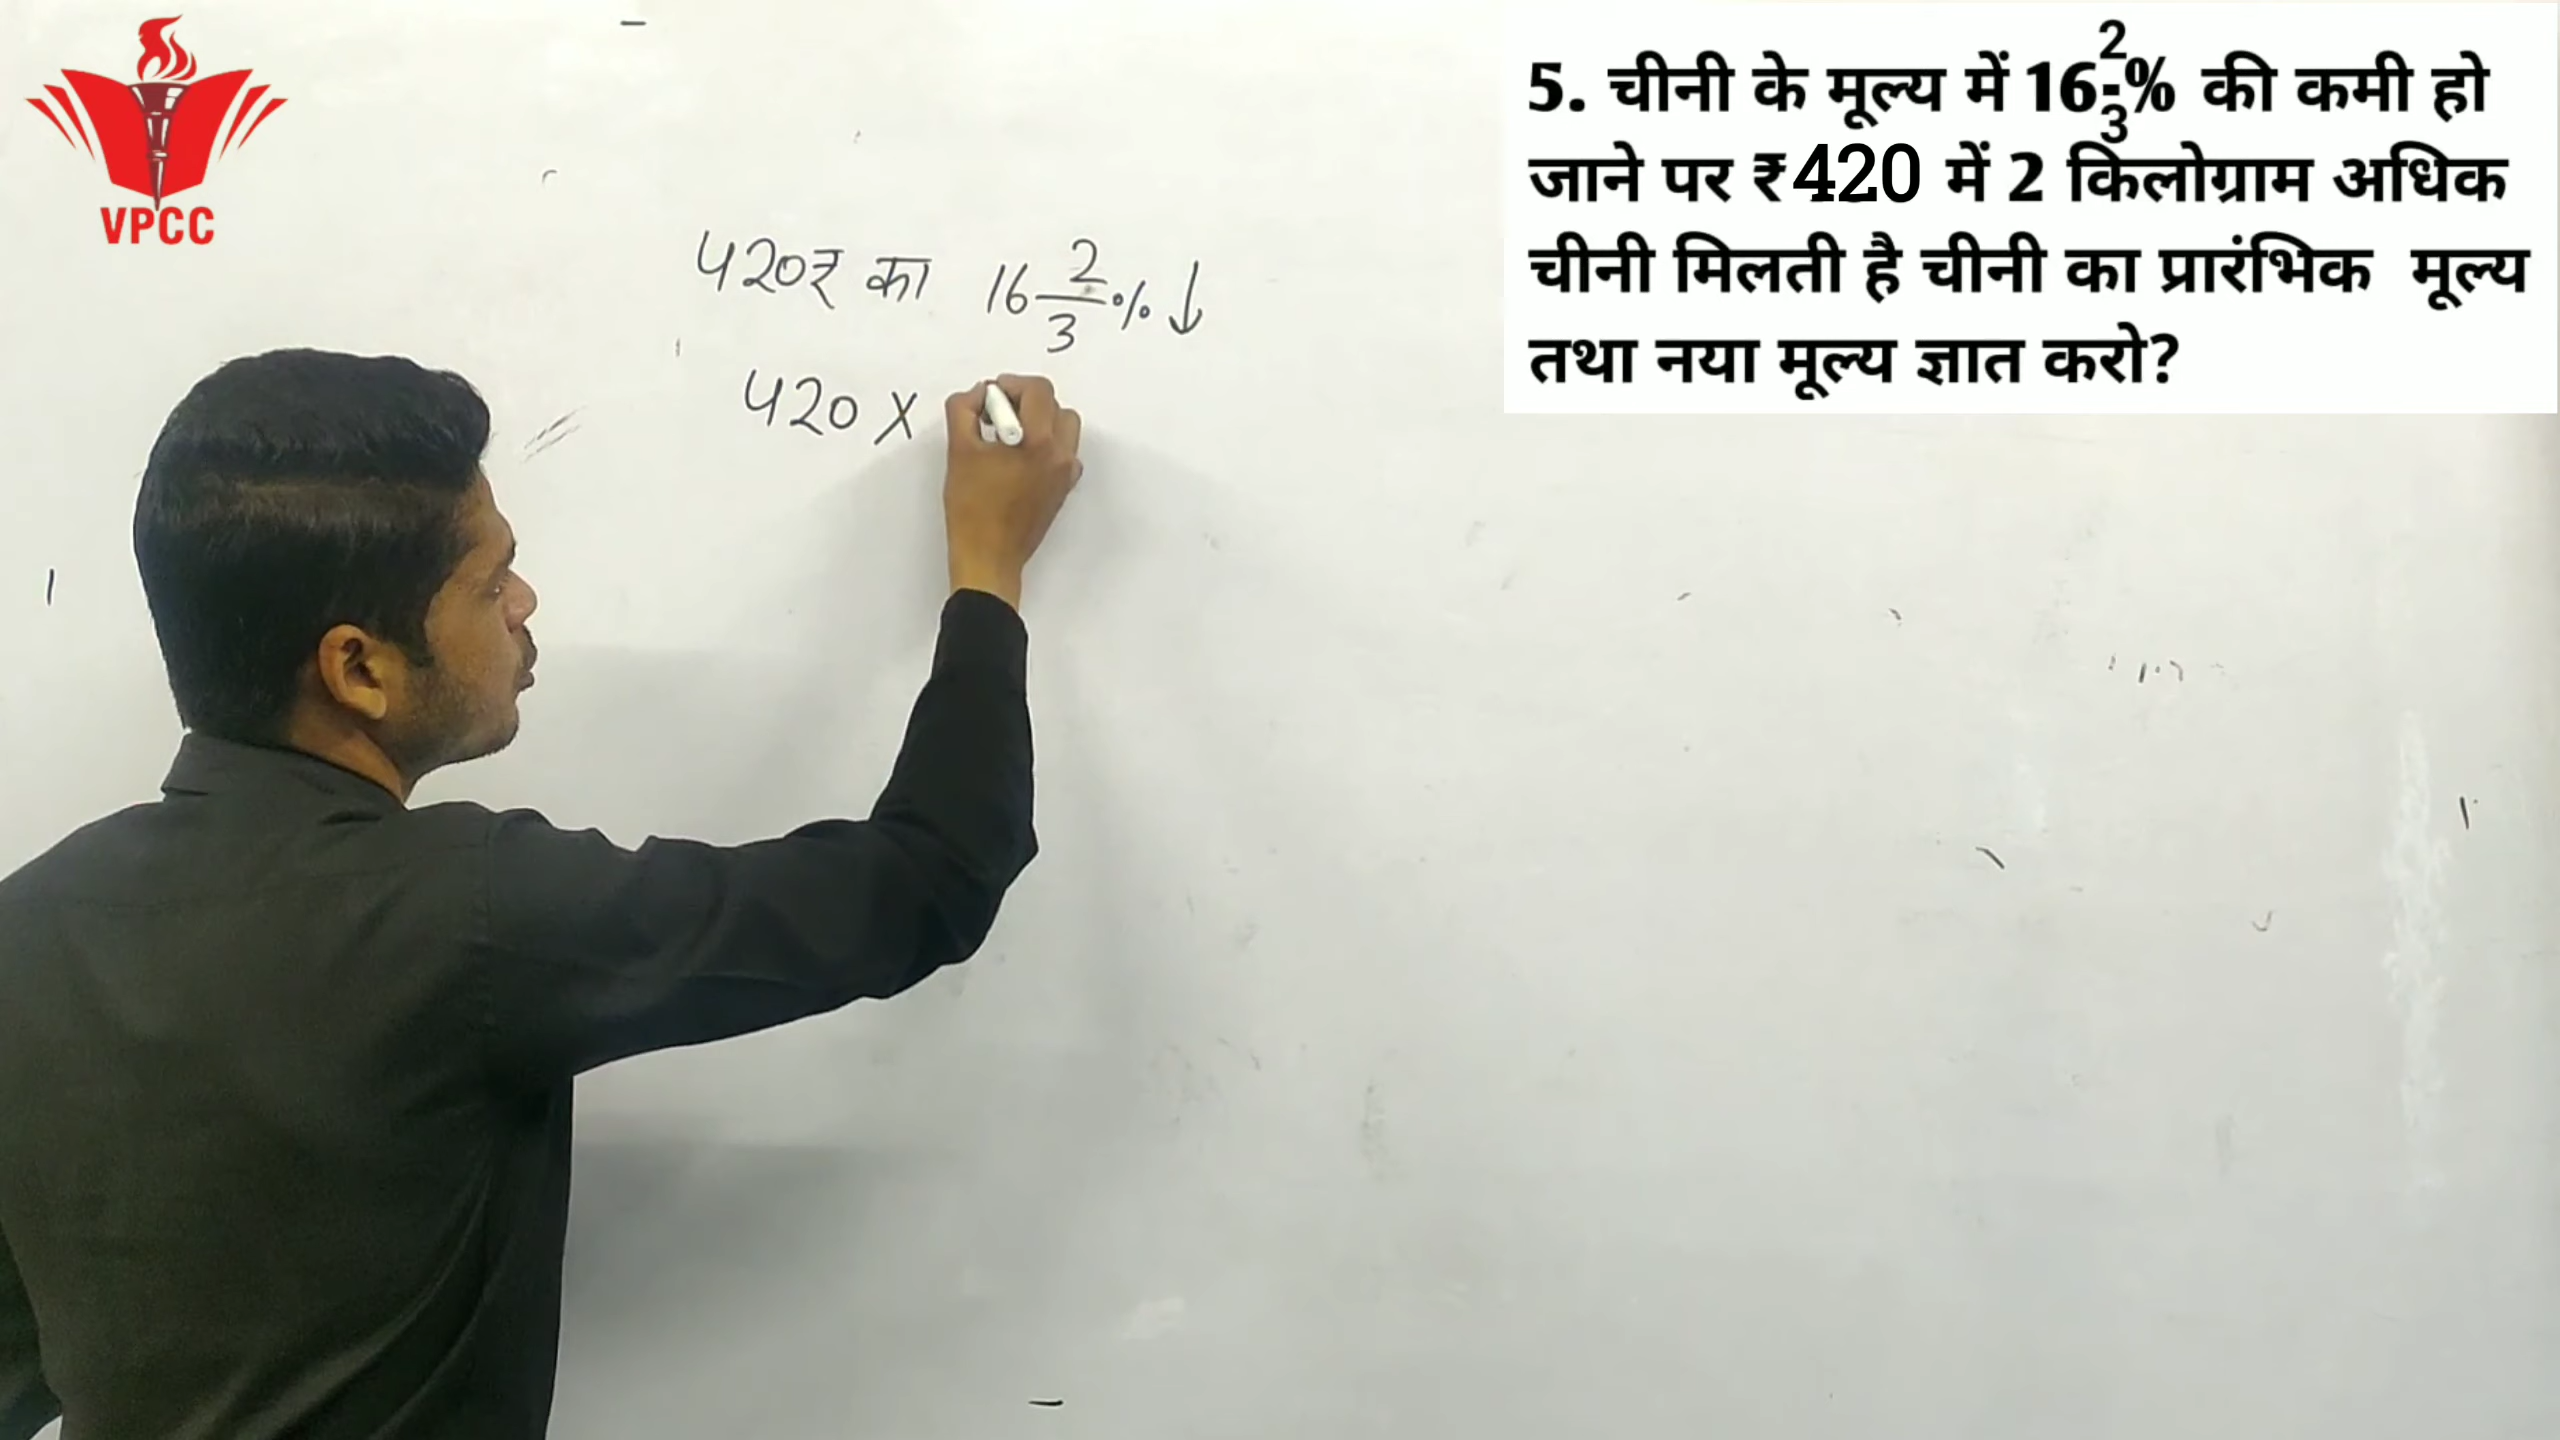 VPCC
5. चीनी के मूल्य में 16 2/3% की कमी हो
जाने पर ₹420 में 2 किलोग्राम अधिक
चीनी मिलती है चीनी का प्रारंभिक मूल्य
तथा नया मूल्य ज्ञात करो?
420₹ का 16 2/3 % ↓
420 X